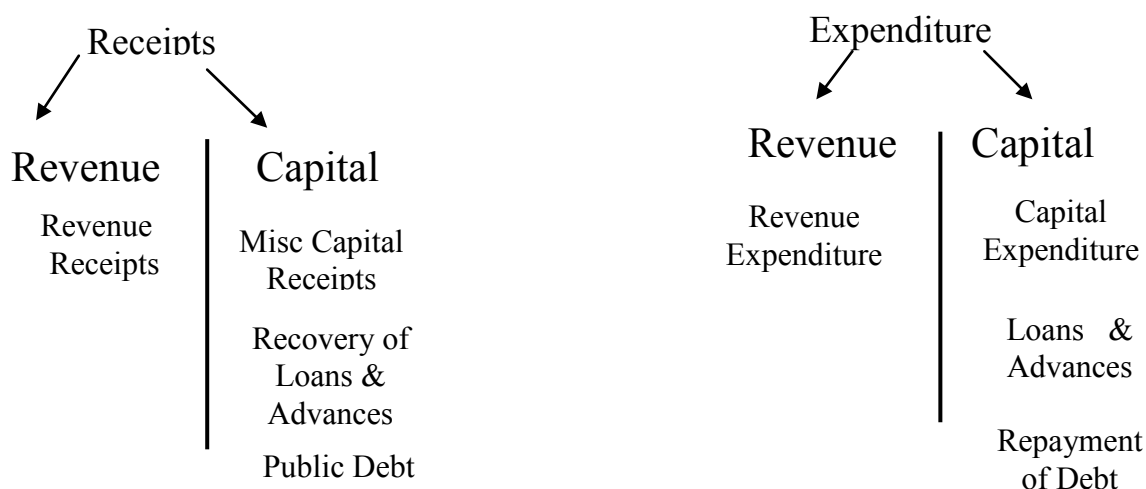 Receipts
Revenue
Capital
Revenue
Receipts
Misc Capital
Receipts
Recovery of
Loans &
Advances
Public Debt
Expenditure
Revenue
Capital
Revenue
Expenditure
Capital
Expenditure
Loans &
Advances
Repayment
of Debt